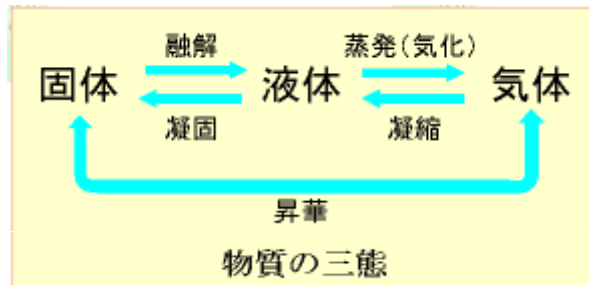 融解 蒸発(気化)
固体 液体 気体
凝固 凝縮
昇華
物質の三態